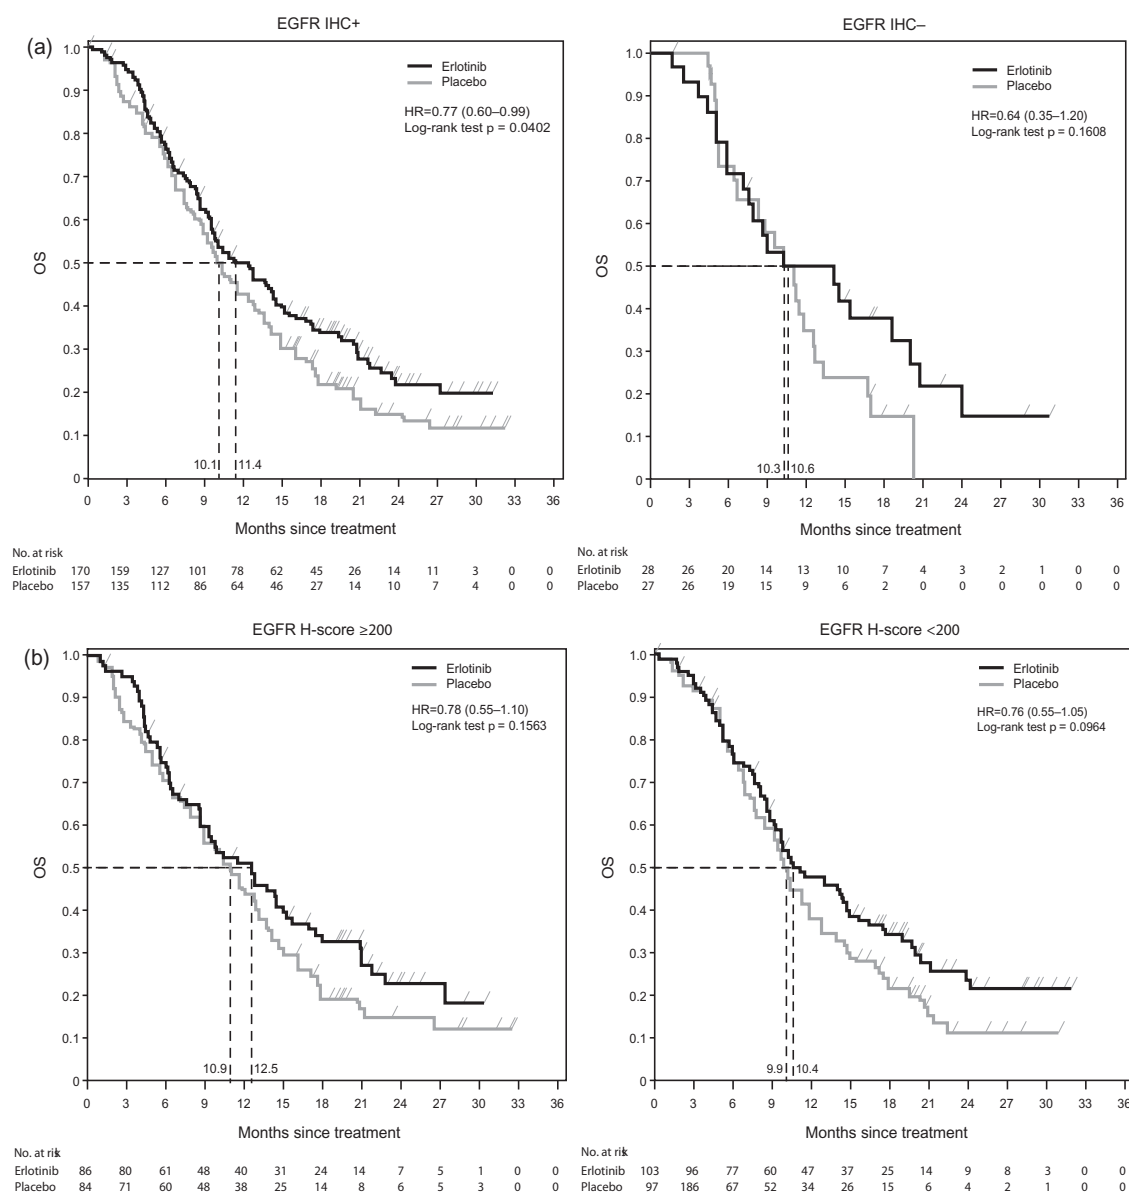 (a)
EGFR IHC+
1.0
0.9
0.8
0.7
0.6
0.5
0.4
0.3
0.2
0.1
0
OS
Erlotinib
Placebo
HR=0.77 (0.60–0.99)
Log-rank test p = 0.0402
10.1 11.4
0 3 6 9 12 15 18 21 24 27 30 33 36
Months since treatment
No. at risk
Erlotinib 170 159 127 101 78 62 45 26 14 11 3 0 0
Placebo 157 135 112 86 64 46 27 14 10 7 4 0 0
EGFR IHC–
1.0
0.9
0.8
0.7
0.6
0.5
0.4
0.3
0.2
0.1
0
OS
Erlotinib
Placebo
HR=0.64 (0.35–1.20)
Log-rank test p = 0.1608
10.3 10.6
0 3 6 9 12 15 18 21 24 27 30 33 36
Months since treatment
No. at risk
Erlotinib 28 26 20 14 13 10 7 4 3 2 1 0 0
Placebo 27 26 19 15 9 6 2 0 0 0 0 0 0
(b)
EGFR H-score ≥200
1.0
0.9
0.8
0.7
0.6
0.5
0.4
0.3
0.2
0.1
0
OS
Erlotinib
Placebo
HR=0.78 (0.55–1.10)
Log-rank test p = 0.1563
10.9 12.5
0 3 6 9 12 15 18 21 24 27 30 33 36
Months since treatment
No. at risk
Erlotinib 86 80 61 48 40 31 24 14 7 5 1 0 0
Placebo 84 71 60 48 38 25 14 8 6 5 3 0 0
EGFR H-score <200
1.0
0.9
0.8
0.7
0.6
0.5
0.4
0.3
0.2
0.1
0
OS
Erlotinib
Placebo
HR=0.76 (0.55–1.05)
Log-rank test p = 0.0964
9.9 10.4
0 3 6 9 12 15 18 21 24 27 30 33 36
Months since treatment
No. at risk
Erlotinib 103 96 77 60 47 37 25 14 9 8 3 0 0
Placebo 97 186 67 52 34 26 15 6 4 2 1 0 0